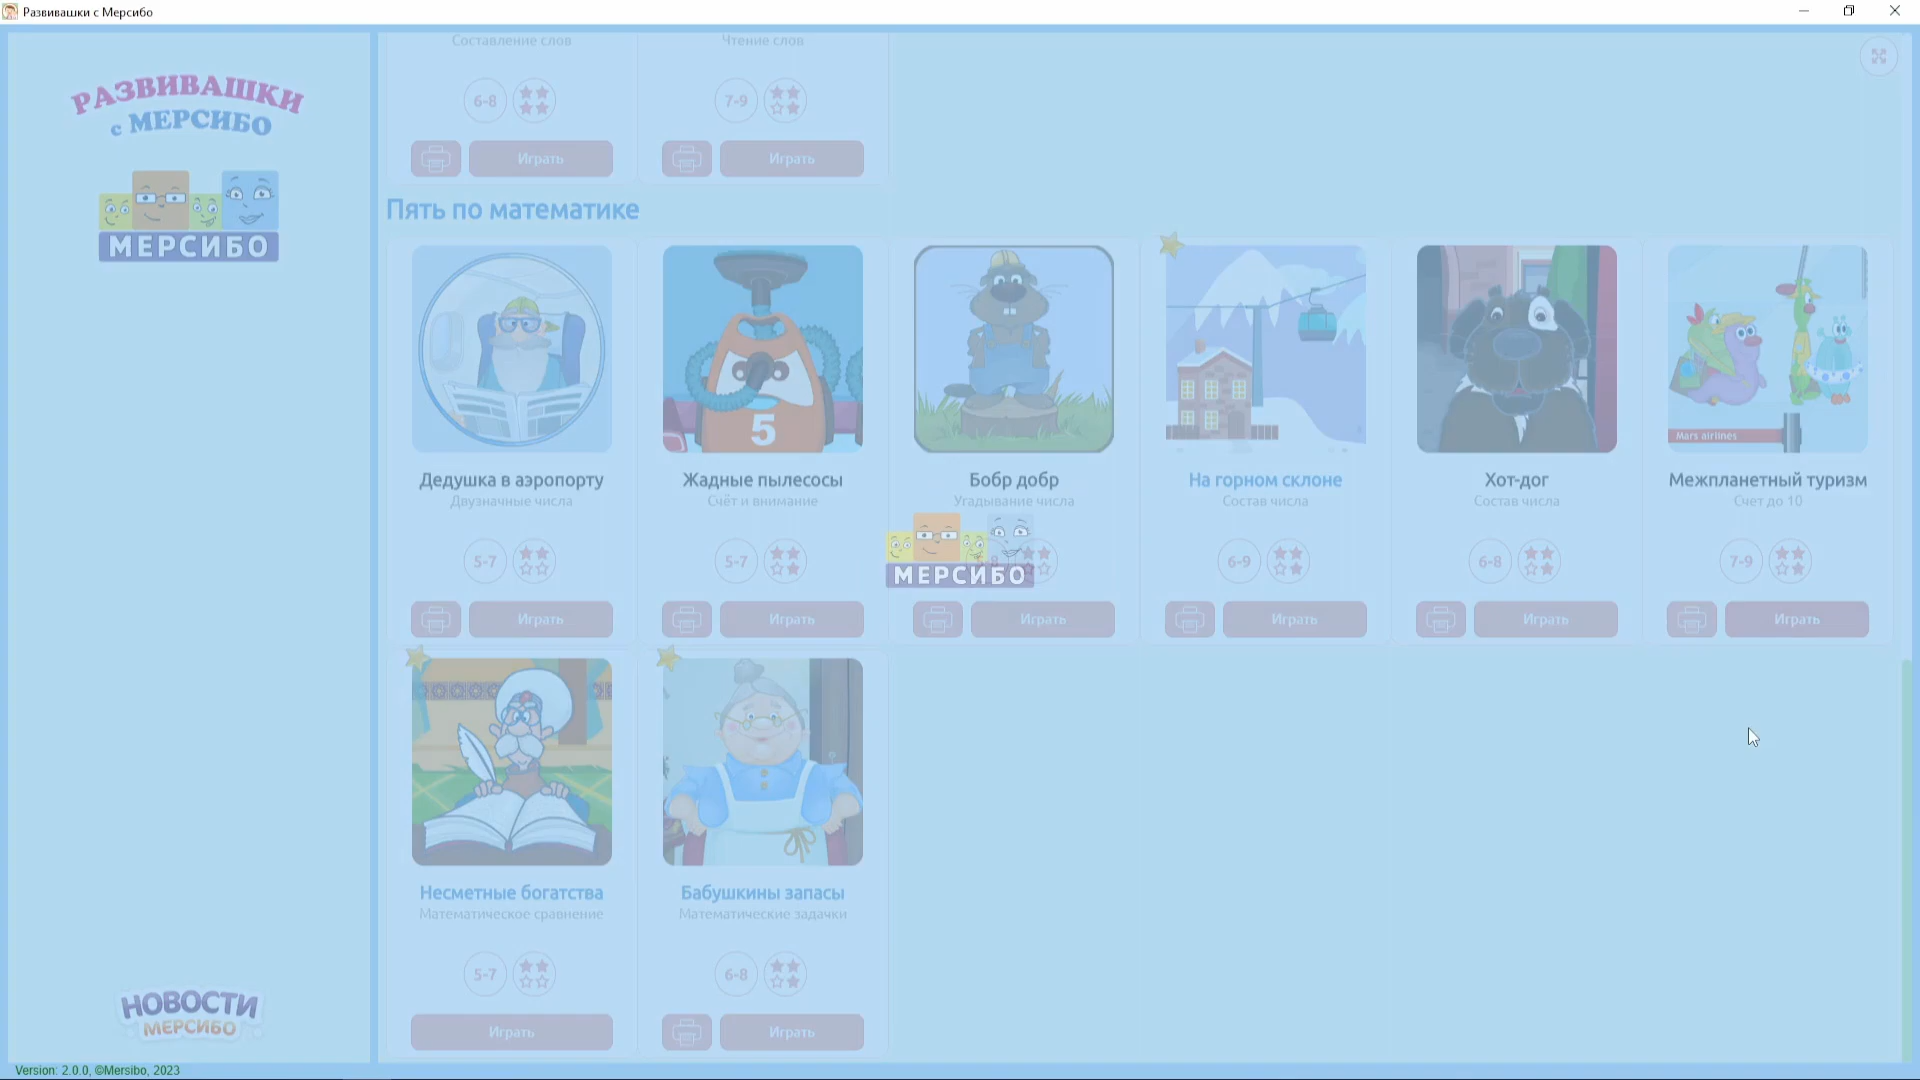 Развивашки с Мерсибо
РАЗВИВАШКИ
с МЕРСИБО
МЕРСИБО
Составление слов
Чтение слов
6-8
7-9
Играть
Играть
Пять по математике
5
Mars airlines
Дедушка в аэропорту
Жадные пылесосы
Бобр добр
На горном склоне
Хот-дог
Межпланетный туризм
Двузначные числа
Счёт и внимание
Угадывание числа
Состав числа
Состав числа
Счет до 10
5-7
5-7
МЕРСИБО
6-9
6-8
7-9
Играть
Играть
Играть
Играть
Играть
Играть
Несметные богатства
Бабушкины запасы
Математическое сравнение
Математические задачки
5-7
6-8
Играть
Играть
НОВОСТИ
МЕРСИБО
Version: 2.0.0, ©Mersibo, 2023